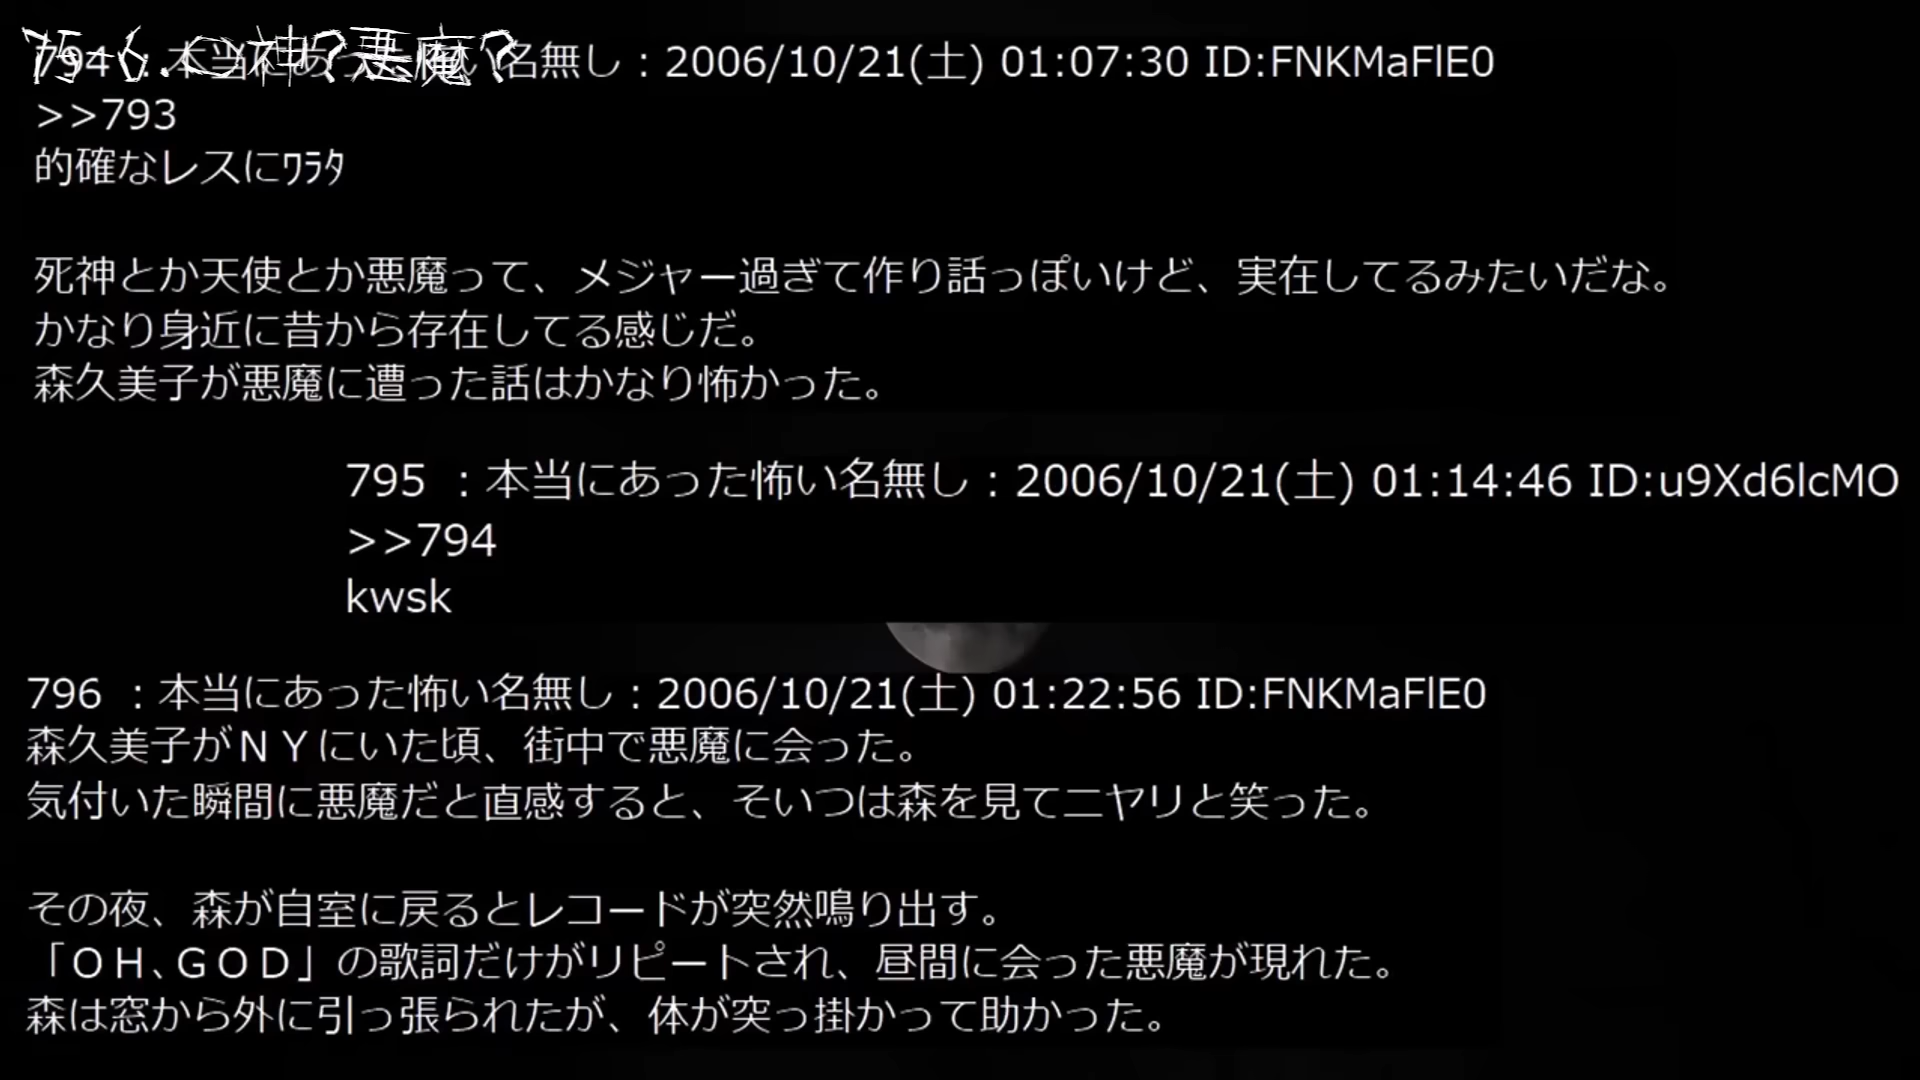 794 : 本当にあった怖い名無し : 2006/10/21(土) 01:07:30 ID:FNKMaFlE0
神?悪魔?
>>793
的確なレスにﾜﾗﾀ
死神とか天使とか悪魔って、メジャー過ぎて作り話っぽいけど、実在してるみたいだな。
かなり身近に昔から存在してる感じだ。
森久美子が悪魔に遭った話はかなり怖かった。
795 : 本当にあった怖い名無し : 2006/10/21(土) 01:14:46 ID:u9Xd6lcMO
>>794
kwsk
796 : 本当にあった怖い名無し : 2006/10/21(土) 01:22:56 ID:FNKMaFlE0
森久美子がＮＹにいた頃、街中で悪魔に会った。
気付いた瞬間に悪魔だと直感すると、そいつは森を見てニヤリと笑った。
その夜、森が自室に戻るとレコードが突然鳴り出す。
「ＯＨ､ＧＯＤ」の歌詞だけがリピートされ、昼間に会った悪魔が現れた。
森は窓から外に引っ張られたが、体が突っ掛かって助かった。